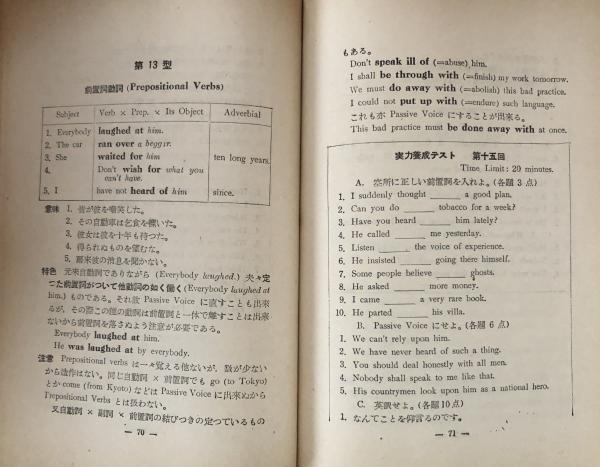 第 13 型
前置詞動詞 (Prepositional Verbs)
Subject Verb × Prep. × Its Object Adverbial
1. Everybody laughed at him.
2. The car ran over a beggar.
3. She waited for him ten long years.
4. Don't wish for what you
can't have.
5. I have not heard of him since.
意味 1. 皆が彼を嘲笑した。
2. その自動車は乞食を轢いた。
3. 彼女は彼を十年も待つた。
4. 得られぬものを望むな。
5. 爾来彼の消息を聞かない。
特色 元来自動詞でありながら (Everybody laughed.) 夫々定
つた前置詞がついて他動詞の如く働く (Everybody laughed at
him.) ものである。それ故 Passive Voice に直すことも出来
るが、その際この種の動詞は前置詞と一体で離すことは出来
ないから前置詞を落さぬよう注意が必要である。
Everybody laughed at him.
He was laughed at by everybody.
注意 Prepositional verbs は一々覚える他ないが、数が少ない
から造作はない。同じ自動詞 × 前置詞でも go (to Tokyo)
とか come (from Kyoto) などは Passive Voice に出来ぬから
Prepositional Verbs とは扱わない。
又自動詞 × 副詞 × 前置詞の結びつきの定つているもの
— 70 —
もある。
Don't speak ill of (=abuse) him.
I shall be through with (=finish) my work tomorrow.
We must do away with (=abolish) this bad practice.
I could not put up with (=endure) such language.
これも亦 Passive Voice にすることが出来る。
This bad practice must be done away with at once.
実力養成テスト 第十五回
Time Limit: 20 minutes.
A. 空所に正しい前置詞を入れよ。(各題 3 点)
1. I suddenly thought ______ a good plan.
2. Can you do ______ tobacco for a week?
3. Have you heard ______ him lately?
4. He called ______ me yesterday.
5. Listen ______ the voice of experience.
6. He insisted ______ going there himself.
7. Some people believe ______ ghosts.
8. He asked ______ more money.
9. I came ______ a very rare book.
10. He parted ______ his villa.
B. Passive Voice にせよ。(各題 6 点)
1. We can't rely upon him.
2. We have never heard of such a thing.
3. You should deal honestly with all men.
4. Nobody shall speak to me like that.
5. His countrymen look upon him as a national hero.
C. 英訳せよ。(各題10点)
1. なんてことを仰言るのです。
— 71 —